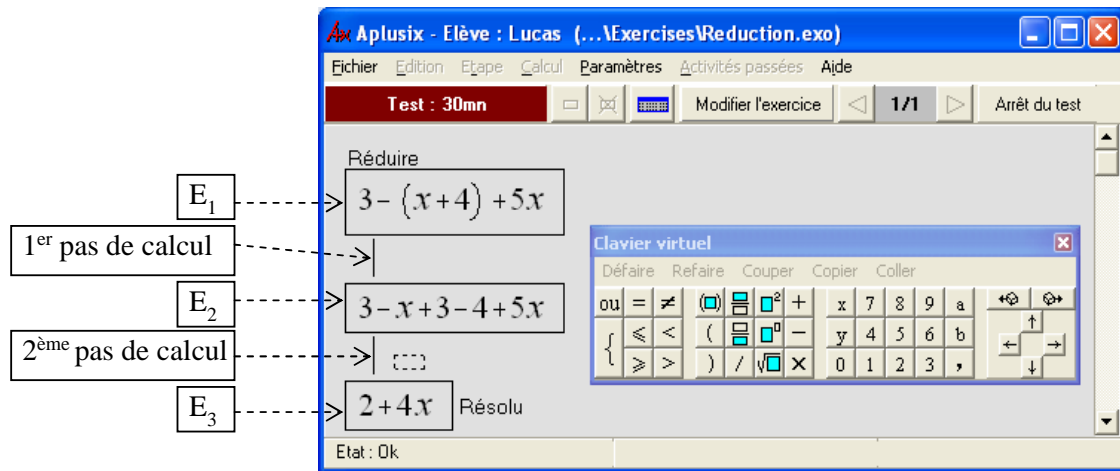 Aplusix - Elève : Lucas (...\Exercises\Reduction.exo)
Fichier Edition Etape Calcul Paramètres Activités passées Aide
Test : 30mn Modifier l'exercice 1/1 Arrêt du test
Réduire
E₁ 3-(x+4)+5x
1er pas de calcul
E₂ 3-x+3-4+5x
2ème pas de calcul
E₃ 2+4x Résolu
Clavier virtuel
Défaire Refaire Couper Copier Coller
ou = ≠ (□) □² + x 7 8 9 a
{ ≤ < ( □ⁿ − y 4 5 6 b
≥ > ) / √□ × 0 1 2 3 ,
Etat : Ok